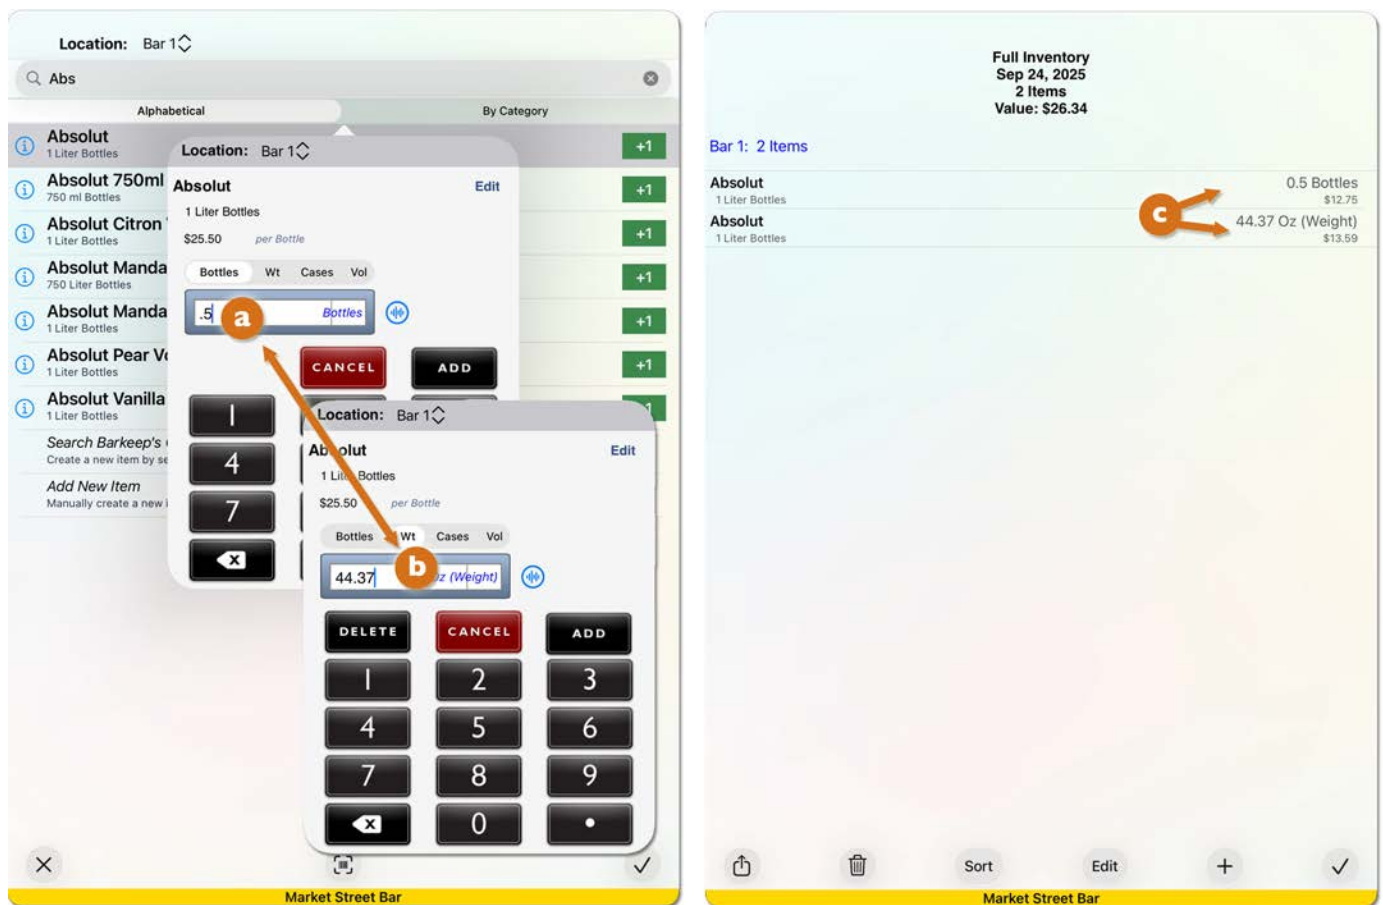 Location: Bar 1
Abs
Alphabetical
By Category
Absolut
1 Liter Bottles
+1
Absolut 750ml
750 ml Bottles
+1
Absolut Citron
1 Liter Bottles
+1
Absolut Manda
750 Liter Bottles
+1
Absolut Manda
1 Liter Bottles
+1
Absolut Pear Vo
1 Liter Bottles
+1
Absolut Vanilla
1 Liter Bottles
Search Barkeep's
Create a new item by se
Add New Item
Manually create a new i
Location: Bar 1
Absolut
Edit
1 Liter Bottles
$25.50 per Bottle
Bottles Wt Cases Vol
.5 Bottles
a
CANCEL ADD
1
4
7
Location: Bar 1
Absolut
Edit
1 Liter Bottles
$25.50 per Bottle
Bottles Wt Cases Vol
44.37 Oz (Weight)
b
DELETE CANCEL ADD
1 2 3
4 5 6
7 8 9
0 .
Market Street Bar
Full Inventory
Sep 24, 2025
2 Items
Value: $26.34
Bar 1: 2 Items
Absolut 0.5 Bottles
1 Liter Bottles $12.75
c
Absolut 44.37 Oz (Weight)
1 Liter Bottles $13.59
Sort Edit
Market Street Bar